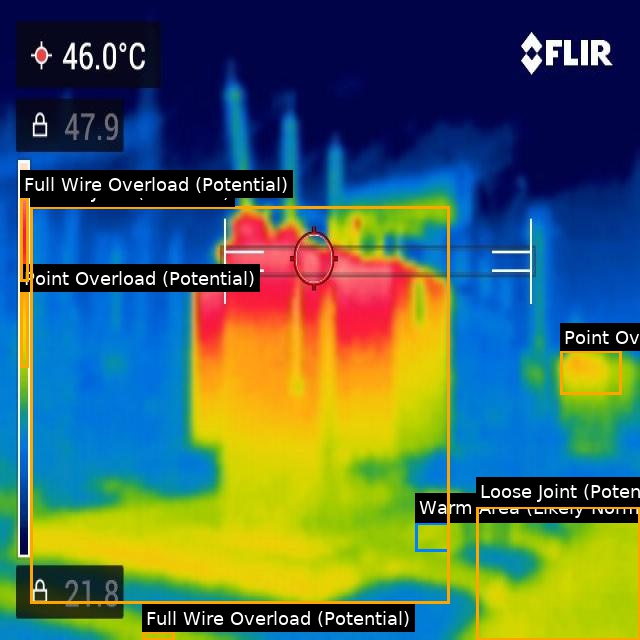 46.0°C
FLIR
47.9
Full Wire Overload (Potential)
Point Overload (Potential)
Point Ov
Loose Joint (Poten
Warm Area (Likely Norm
21.8
Full Wire Overload (Potential)